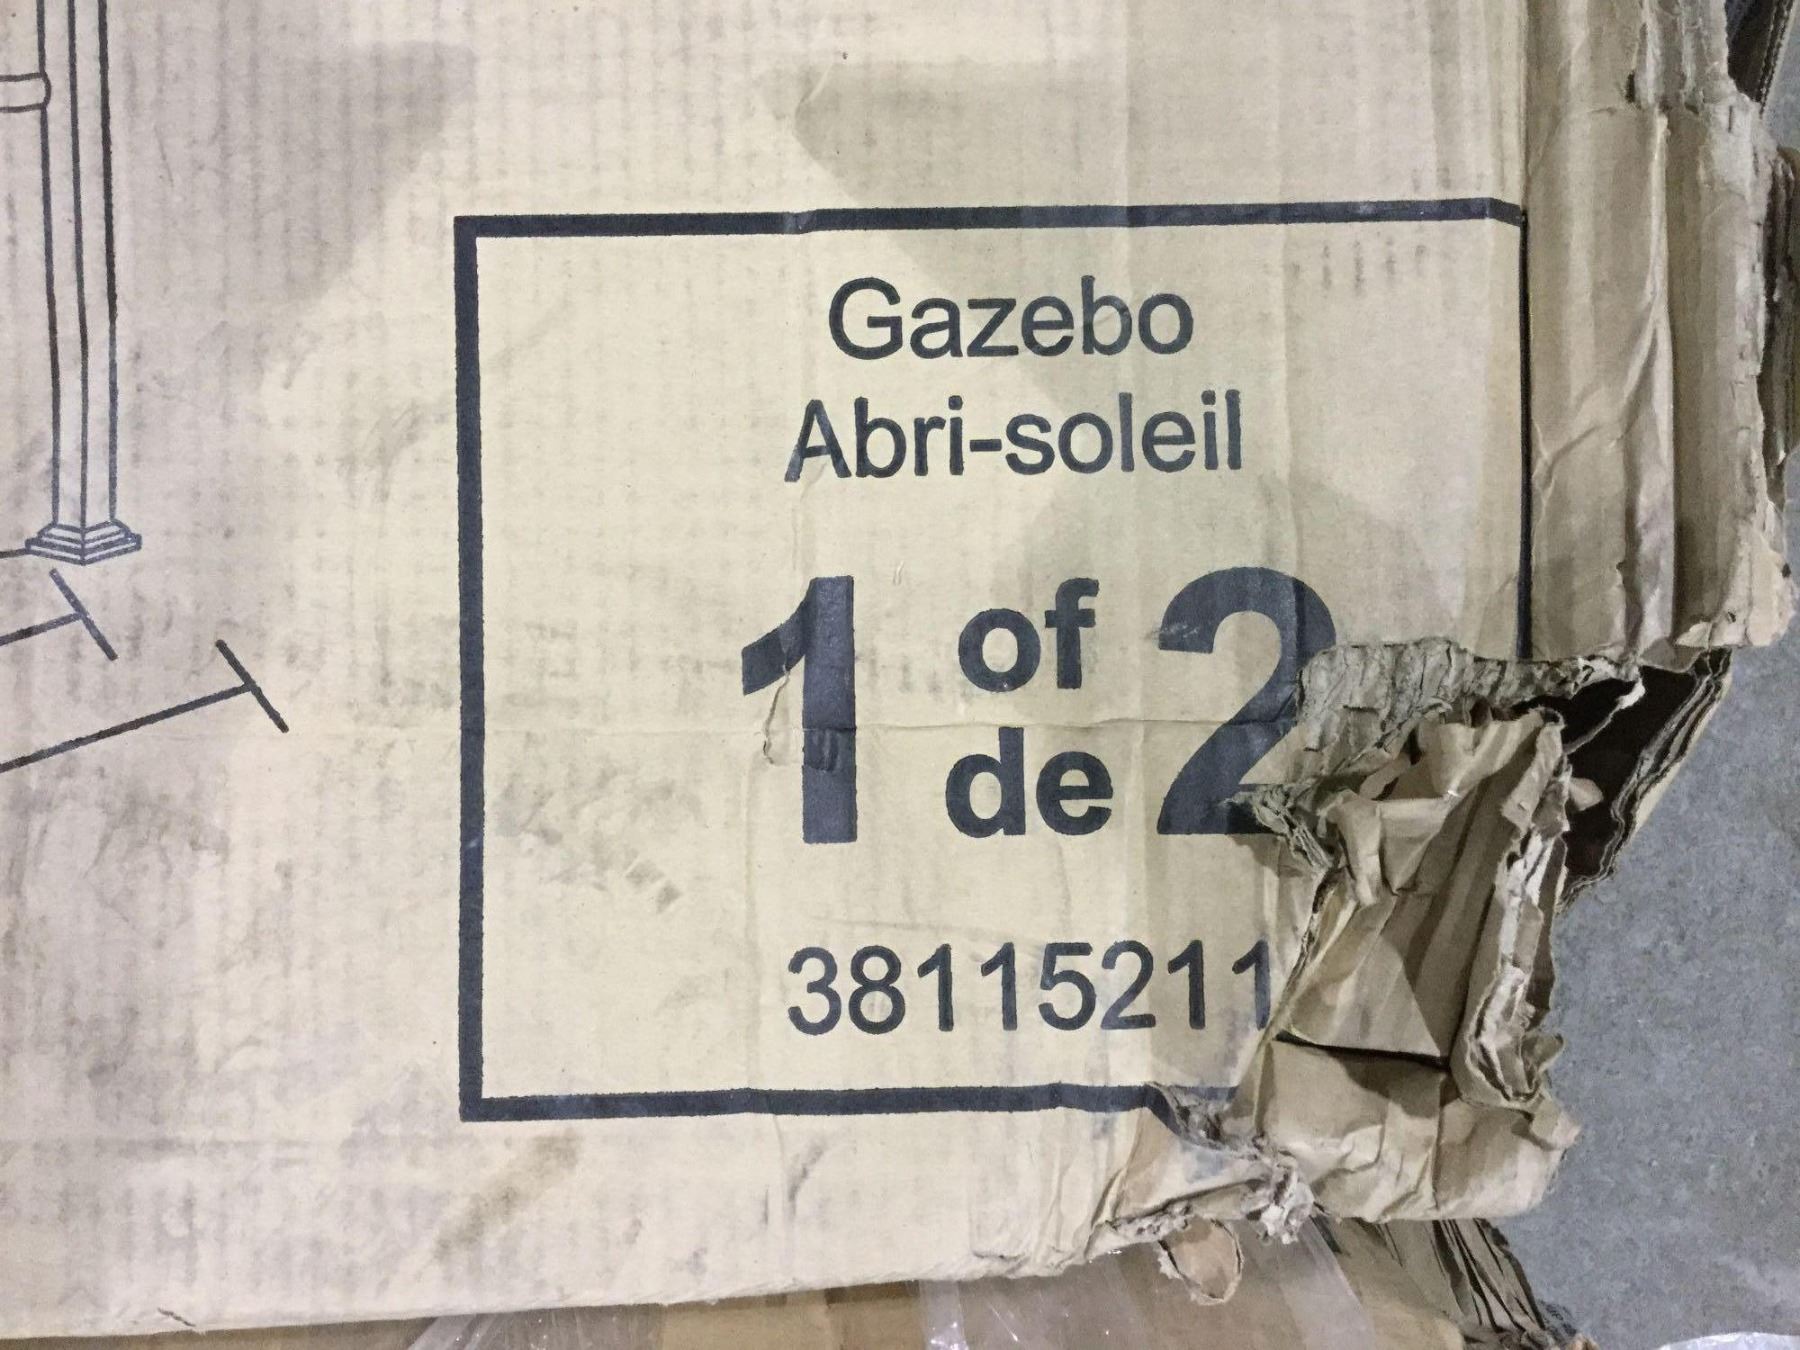 Gazebo
Abri-soleil
1 of 2
de
38115211